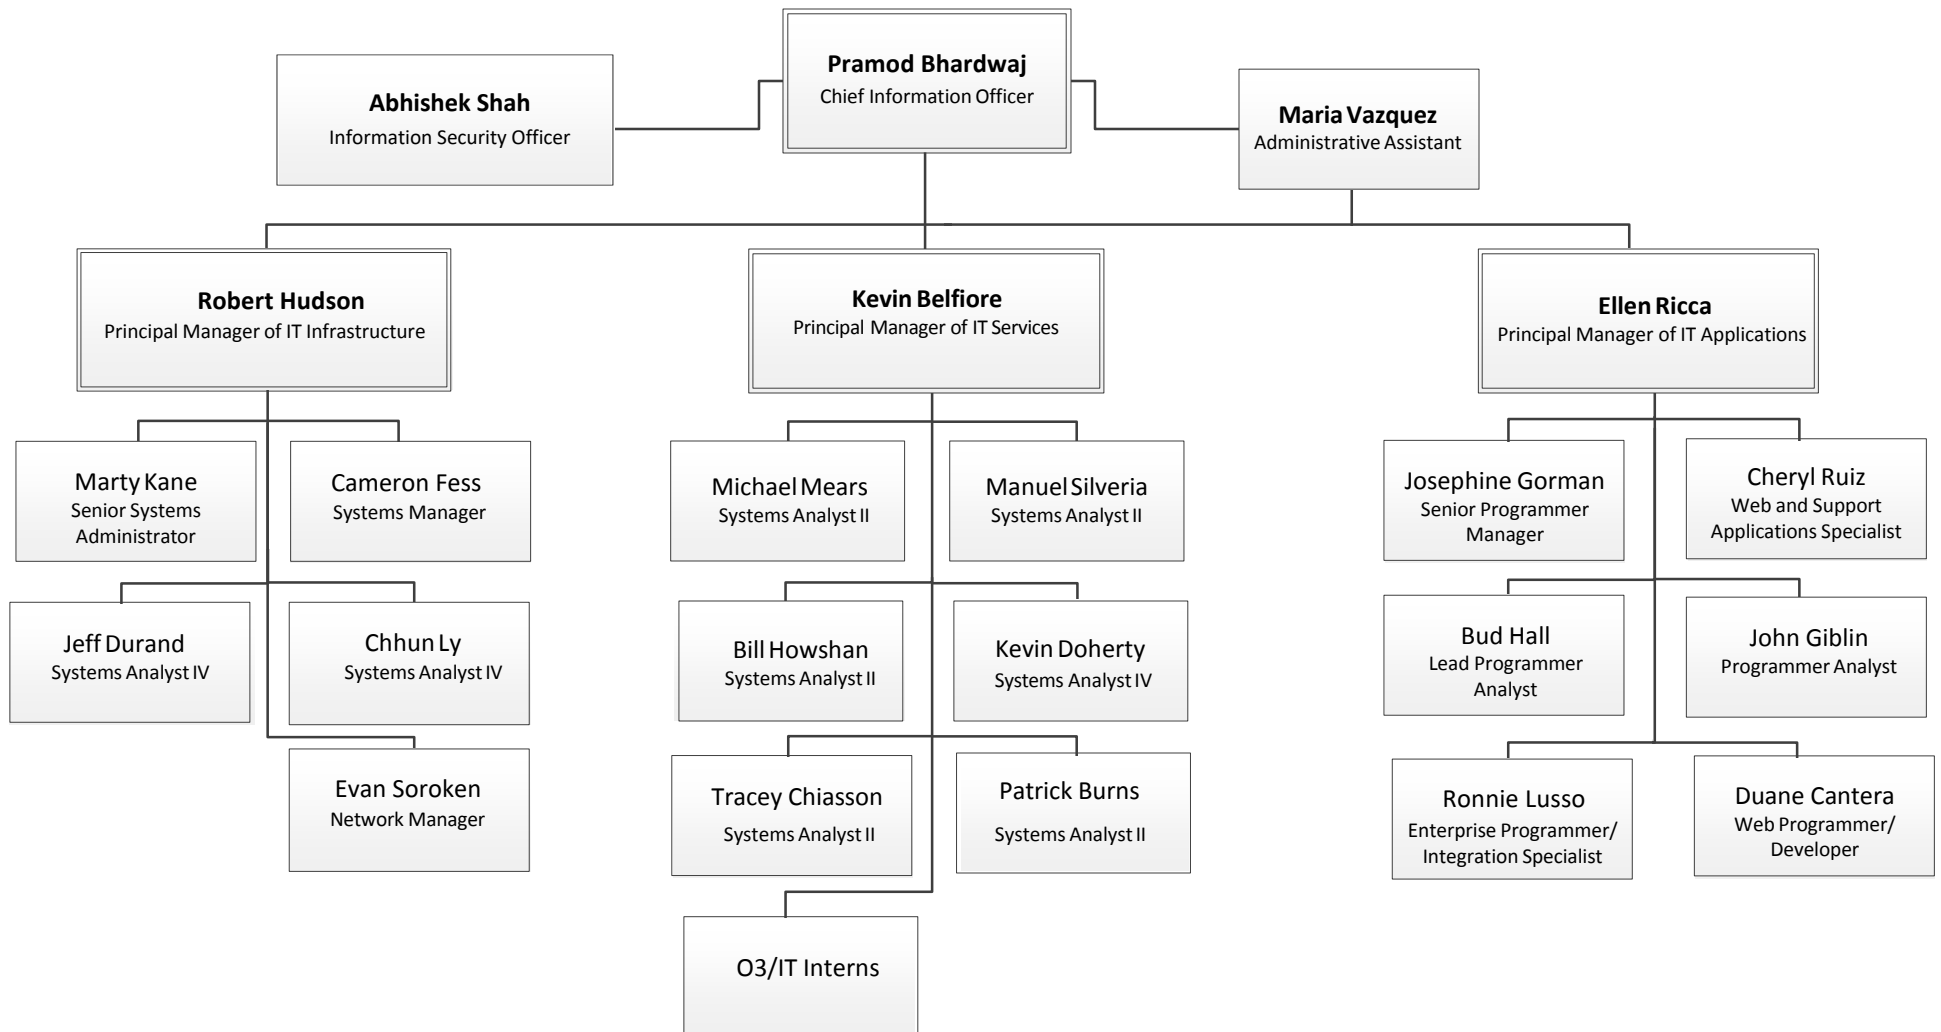 Pramod Bhardwaj
Chief Information Officer
Abhishek Shah
Information Security Officer
Maria Vazquez
Administrative Assistant
Robert Hudson
Principal Manager of IT Infrastructure
Kevin Belfiore
Principal Manager of IT Services
Ellen Ricca
Principal Manager of IT Applications
Marty Kane
Senior Systems
Administrator
Cameron Fess
Systems Manager
Jeff Durand
Systems Analyst IV
Chhun Ly
Systems Analyst IV
Evan Soroken
Network Manager
Michael Mears
Systems Analyst II
Manuel Silveria
Systems Analyst II
Bill Howshan
Systems Analyst II
Kevin Doherty
Systems Analyst IV
Tracey Chiasson
Systems Analyst II
Patrick Burns
Systems Analyst II
O3/IT Interns
Josephine Gorman
Senior Programmer
Manager
Cheryl Ruiz
Web and Support
Applications Specialist
Bud Hall
Lead Programmer
Analyst
John Giblin
Programmer Analyst
Ronnie Lusso
Enterprise Programmer/
Integration Specialist
Duane Cantera
Web Programmer/
Developer